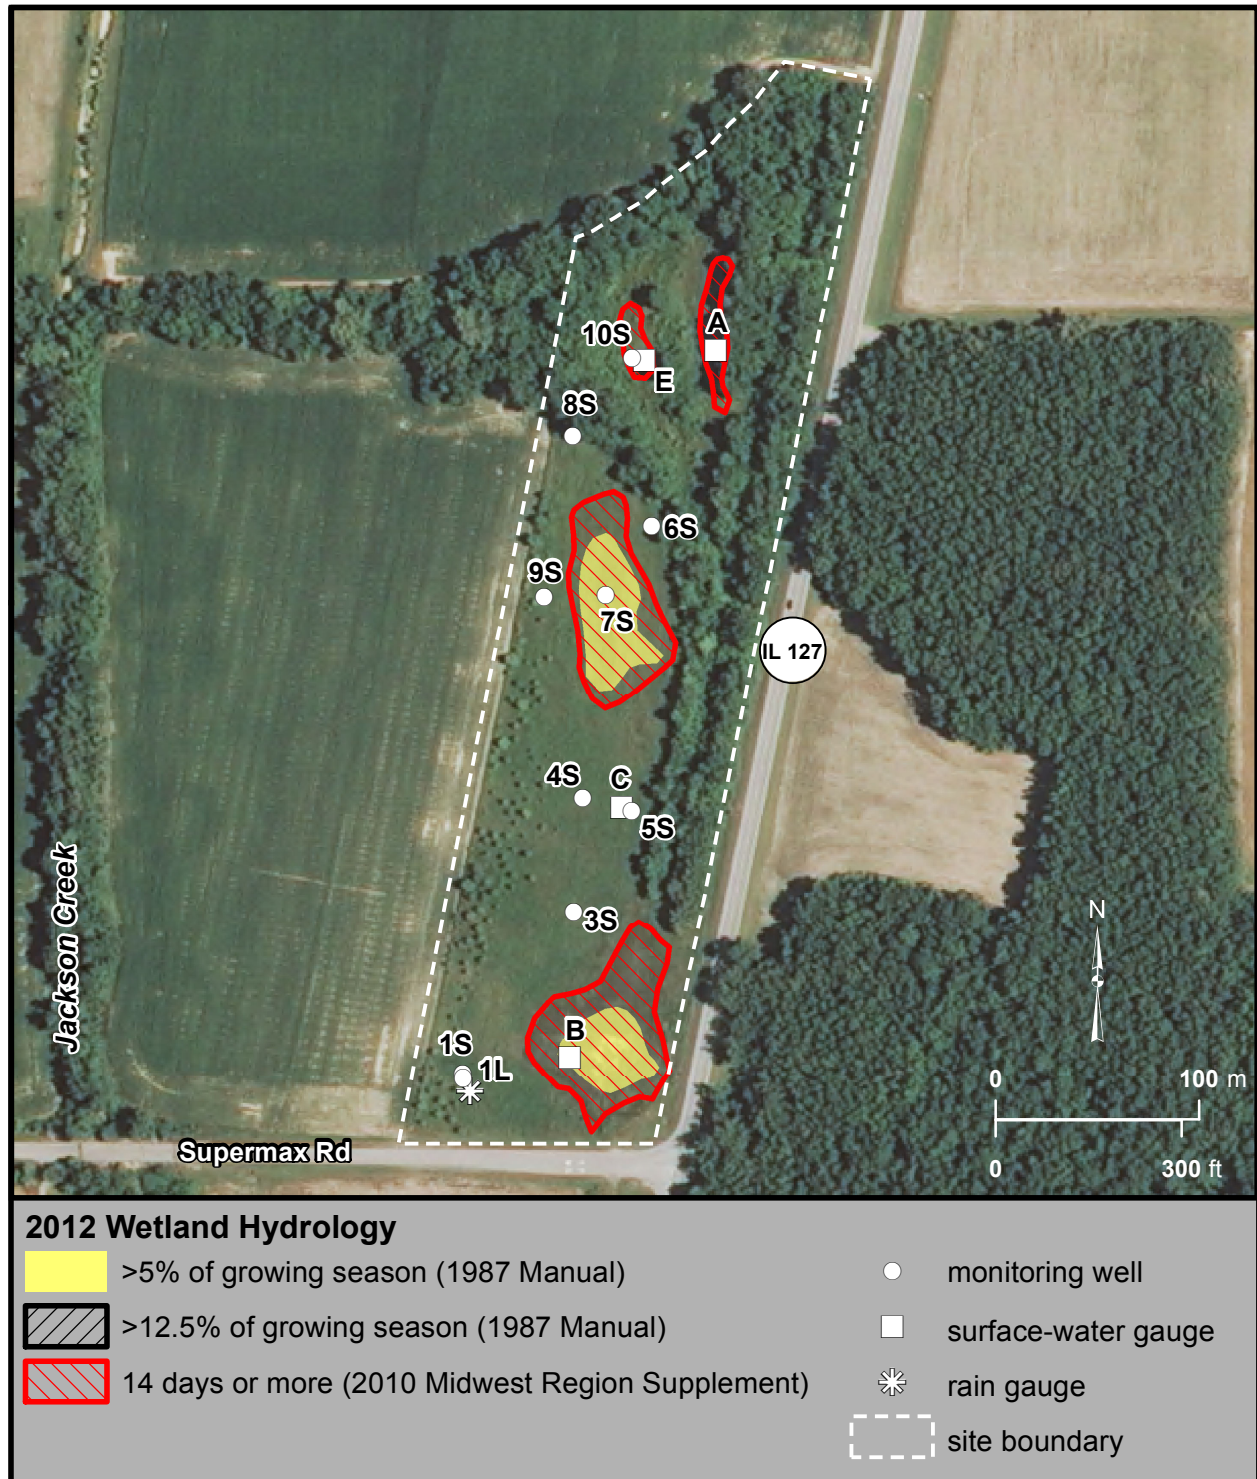 A
10S
E
8S
6S
9S
7S
IL 127
4S
C
5S
3S
Jackson Creek
N
B
1S
1L
0 100 m
0 300 ft
Supermax Rd
2012 Wetland Hydrology
>5% of growing season (1987 Manual)
>12.5% of growing season (1987 Manual)
14 days or more (2010 Midwest Region Supplement)
monitoring well
surface-water gauge
rain gauge
site boundary